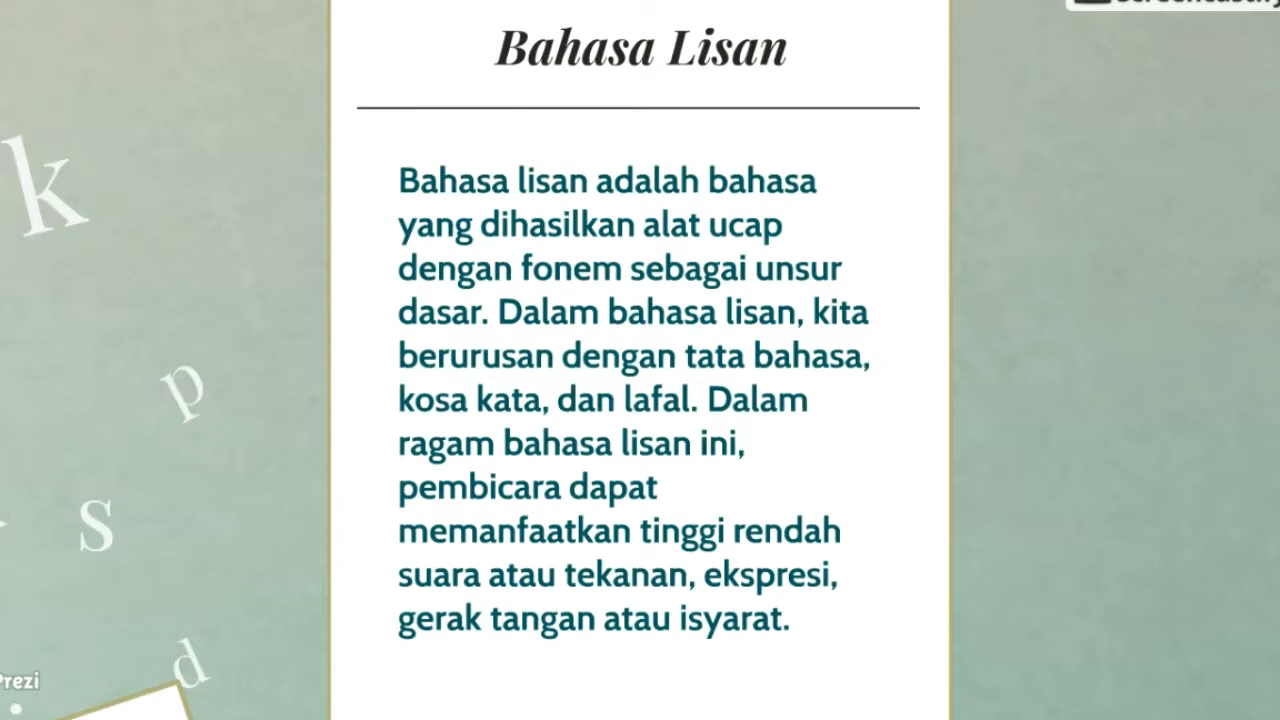 Bahasa Lisan
Bahasa lisan adalah bahasa
yang dihasilkan alat ucap
dengan fonem sebagai unsur
dasar. Dalam bahasa lisan, kita
berurusan dengan tata bahasa,
kosa kata, dan lafal. Dalam
ragam bahasa lisan ini,
pembicara dapat
memanfaatkan tinggi rendah
suara atau tekanan, ekspresi,
gerak tangan atau isyarat.
k
p
s
d
Prezi